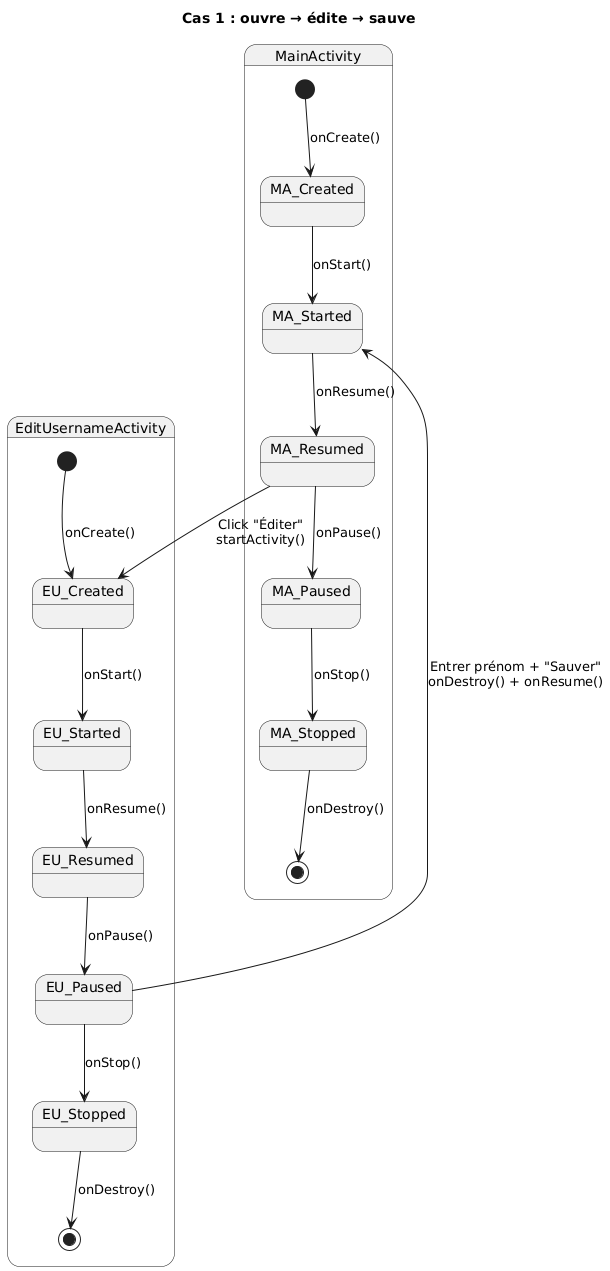 Cas 1 : ouvre → édite → sauve
MainActivity
onCreate()
MA_Created
onStart()
MA_Started
onResume()
MA_Resumed
Click "Éditer"
startActivity()
onPause()
MA_Paused
onStop()
MA_Stopped
onDestroy()
Entrer prénom + "Sauver"
onDestroy() + onResume()
EditUsernameActivity
onCreate()
EU_Created
onStart()
EU_Started
onResume()
EU_Resumed
onPause()
EU_Paused
onStop()
EU_Stopped
onDestroy()